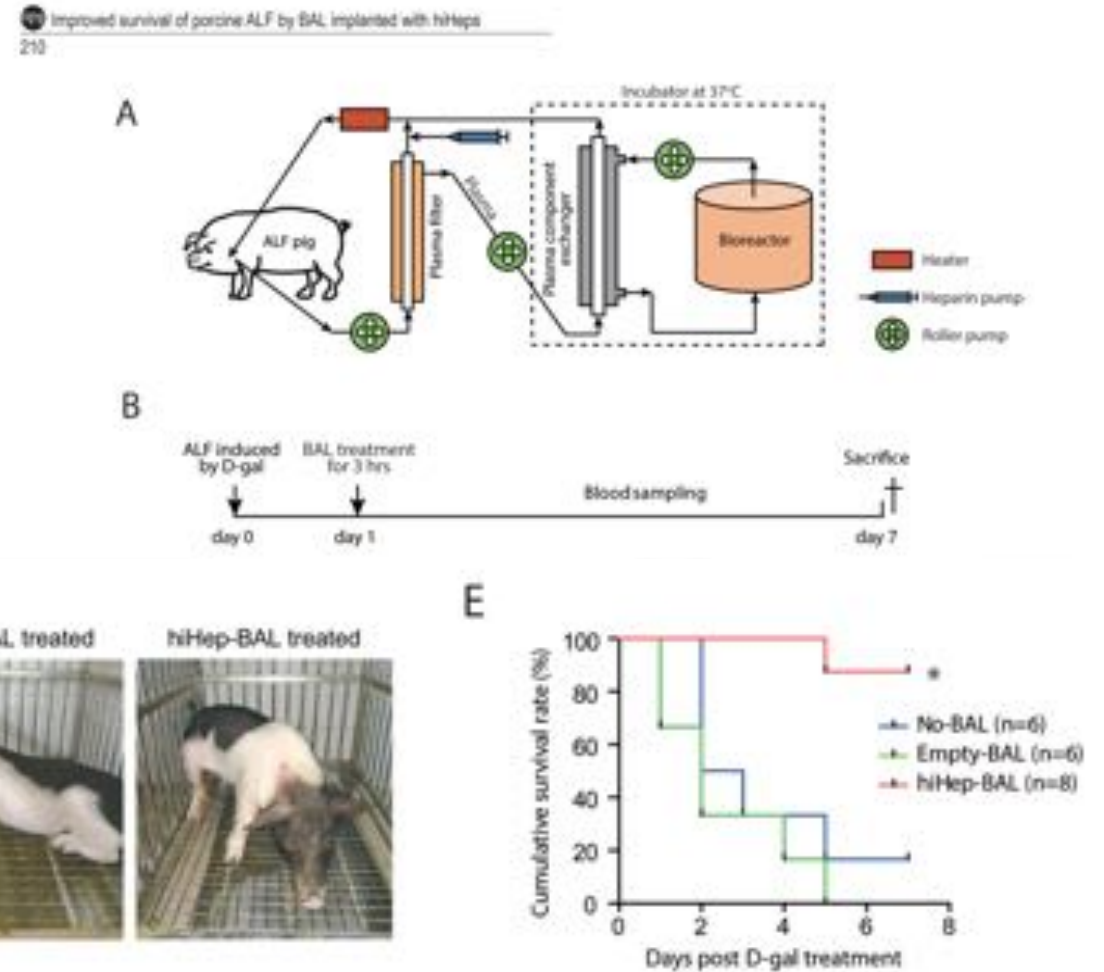 Improved survival of porcine ALF by BAL implanted with hiHeps
210
A
Incubator at 37°C
ALF pig
Plasma filter
Plasma
Plasma component
exchanger
Bioreactor
Heater
Heparin pump
Roller pump
B
ALF induced
by D-gal
BAL treatment
for 3 hrs
Blood sampling
Sacrifice
day 0
day 1
day 7
AL treated
hiHep-BAL treated
E
Cumulative survival rate (%)
100
80
60
40
20
0
0 2 4 6 8
Days post D-gal treatment
*
No-BAL (n=6)
Empty-BAL (n=6)
hiHep-BAL (n=8)